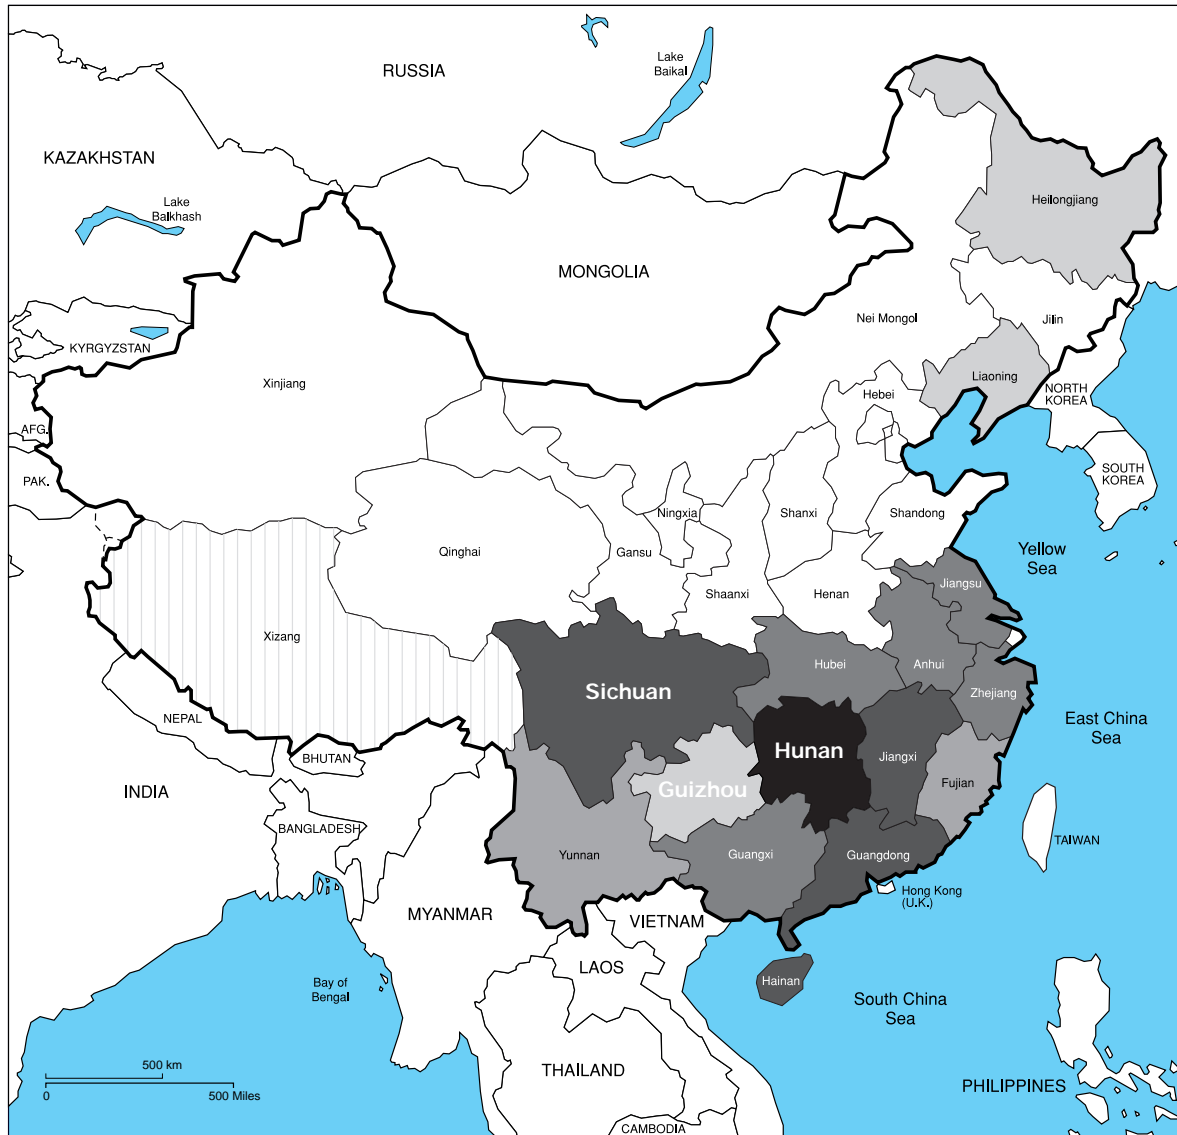 RUSSIA
Lake
Baikal
KAZAKHSTAN
Lake
Balkhash
Heilongjiang
MONGOLIA
Nei Mongol
Jilin
KYRGYZSTAN
Xinjiang
Liaoning
Hebei
NORTH
KOREA
AFG.
PAK.
SOUTH
KOREA
Ningxia
Shanxi
Shandong
Qinghai
Gansu
Yellow
Sea
Jiangsu
Shaanxi
Henan
Xizang
Hubei
Anhui
Sichuan
Zhejiang
NEPAL
East China
Sea
Hunan
BHUTAN
Jiangxi
Fujian
INDIA
Guizhou
BANGLADESH
TAIWAN
Yunnan
Guangxi
Guangdong
Hong Kong
(U.K.)
MYANMAR
VIETNAM
LAOS
Hainan
Bay of
Bengal
South China
Sea
500 km
0
500 Miles
THAILAND
PHILIPPINES
CAMBODIA